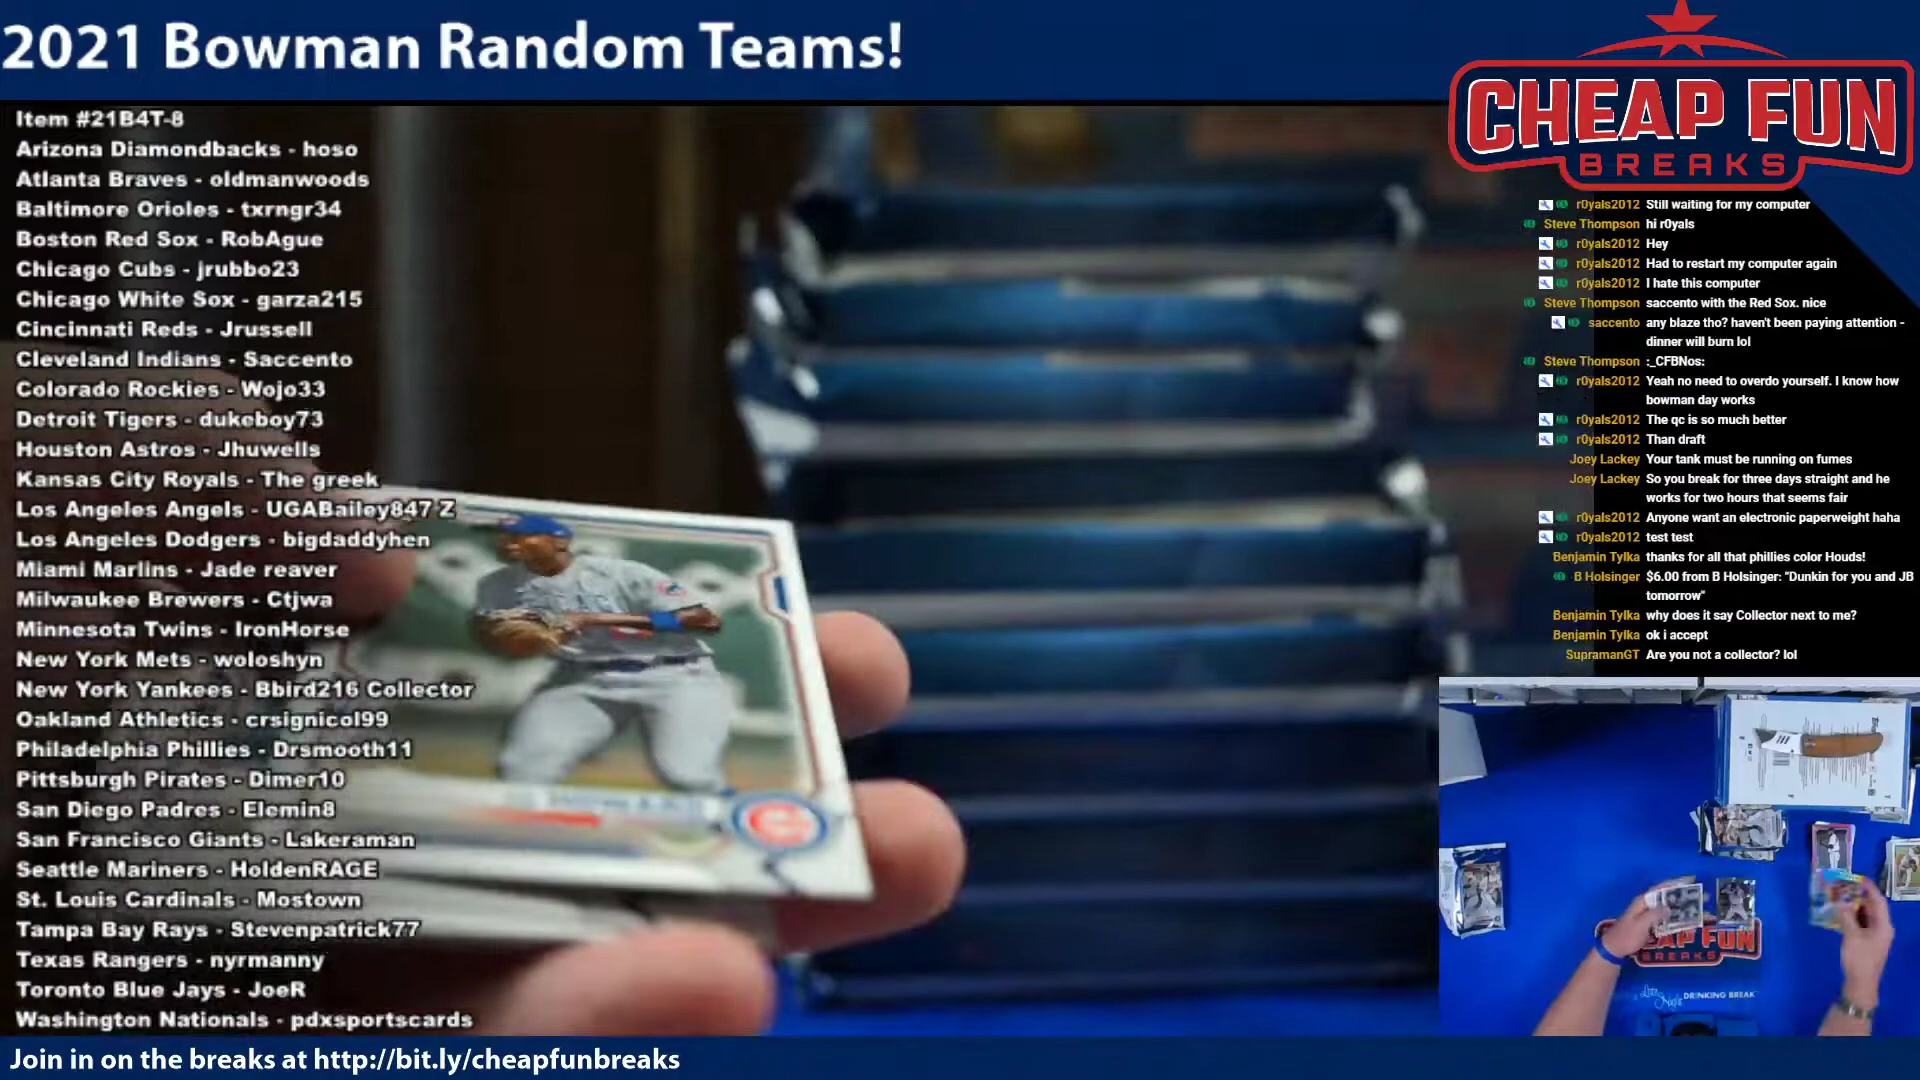 2021 Bowman Random Teams!
CHEAP FUN
BREAKS
Item #21B4T-8
Arizona Diamondbacks - hoso
Atlanta Braves - oldmanwoods
Baltimore Orioles - txrngr34
Boston Red Sox - RobAgue
Chicago Cubs - jrubbo23
Chicago White Sox - garza215
Cincinnati Reds - Jrussell
Cleveland Indians - Saccento
Colorado Rockies - Wojo33
Detroit Tigers - dukeboy73
Houston Astros - Jhuwells
Kansas City Royals - The greek
Los Angeles Angels - UGABailey847 Z
Los Angeles Dodgers - bigdaddyhen
Miami Marlins - Jade reaver
Milwaukee Brewers - Ctjwa
Minnesota Twins - IronHorse
New York Mets - woloshyn
New York Yankees - Bbird216 Collector
Oakland Athletics - crsignicol99
Philadelphia Phillies - Drsmooth11
Pittsburgh Pirates - Dimer10
San Diego Padres - Elemin8
San Francisco Giants - Lakeraman
Seattle Mariners - HoldenRAGE
St. Louis Cardinals - Mostown
Tampa Bay Rays - Stevenpatrick77
Texas Rangers - nyrmanny
Toronto Blue Jays - JoeR
Washington Nationals - pdxsportscards
r0yals2012 Still waiting for my computer
Steve Thompson hi r0yals
r0yals2012 Hey
r0yals2012 Had to restart my computer again
r0yals2012 I hate this computer
Steve Thompson saccento with the Red Sox. nice
saccento any blaze tho? haven't been paying attention -
dinner will burn lol
Steve Thompson :_CFBNos:
r0yals2012 Yeah no need to overdo yourself. I know how
bowman day works
r0yals2012 The qc is so much better
r0yals2012 Than draft
Joey Lackey Your tank must be running on fumes
Joey Lackey So you break for three days straight and he
works for two hours that seems fair
r0yals2012 Anyone want an electronic paperweight haha
r0yals2012 test test
Benjamin Tylka thanks for all that phillies color Houds!
B Holsinger $6.00 from B Holsinger: "Dunkin for you and JB
tomorrow"
Benjamin Tylka why does it say Collector next to me?
Benjamin Tylka ok i accept
SupramanGT Are you not a collector? lol
AP FUN
BREAKS
Late Night DRINKING BREAK
Join in on the breaks at http://bit.ly/cheapfunbreaks